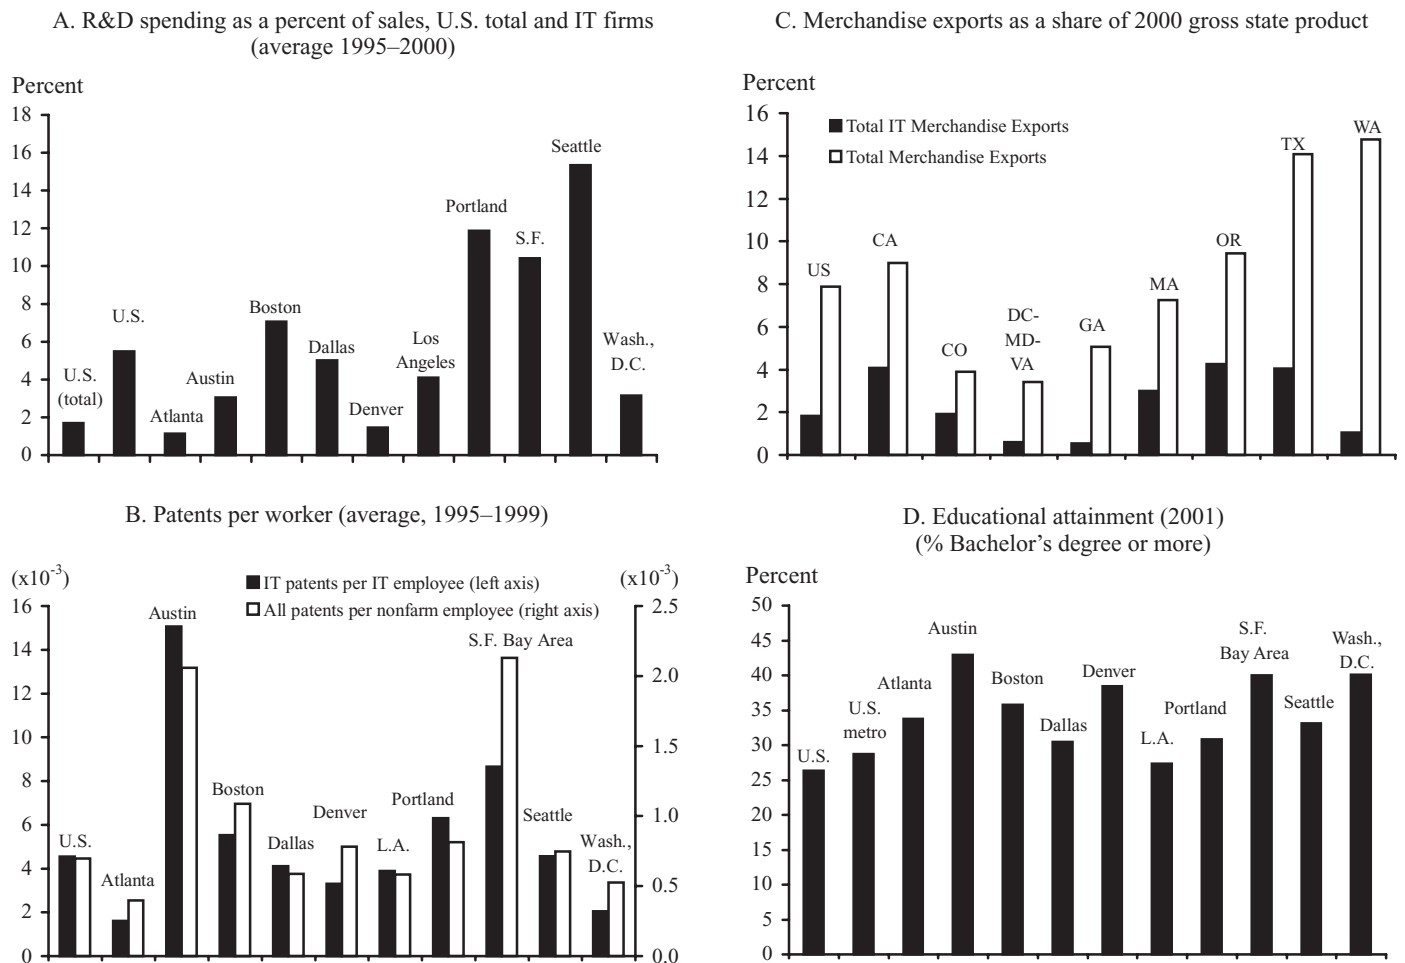 A. R&D spending as a percent of sales, U.S. total and IT firms
(average 1995–2000)
Percent
18
16
14
12
10
8
6
4
2
0
U.S.
(total)
U.S.
Atlanta
Austin
Boston
Dallas
Denver
Los
Angeles
Portland
S.F.
Seattle
Wash.,
D.C.
C. Merchandise exports as a share of 2000 gross state product
Percent
Total IT Merchandise Exports
Total Merchandise Exports
16
14
12
10
8
6
4
2
0
US
CA
CO
DC-
MD-
VA
GA
MA
OR
TX
WA
B. Patents per worker (average, 1995–1999)
(x10-3)
(x10-3)
IT patents per IT employee (left axis)
All patents per nonfarm employee (right axis)
16
14
12
10
8
6
4
2
0
U.S.
Atlanta
Austin
Boston
Dallas
Denver
L.A.
Portland
S.F. Bay Area
Seattle
Wash.,
D.C.
2.5
2.0
1.5
1.0
0.5
0.0
D. Educational attainment (2001)
(% Bachelor’s degree or more)
Percent
50
45
40
35
30
25
20
15
10
5
0
U.S.
U.S.
metro
Atlanta
Austin
Boston
Dallas
Denver
L.A.
Portland
S.F.
Bay Area
Seattle
Wash.,
D.C.